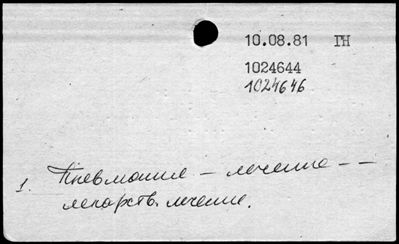 10.08.81 ГН
1024644
1024646
1. Пневмония – лечение –
лекарств. лечение.